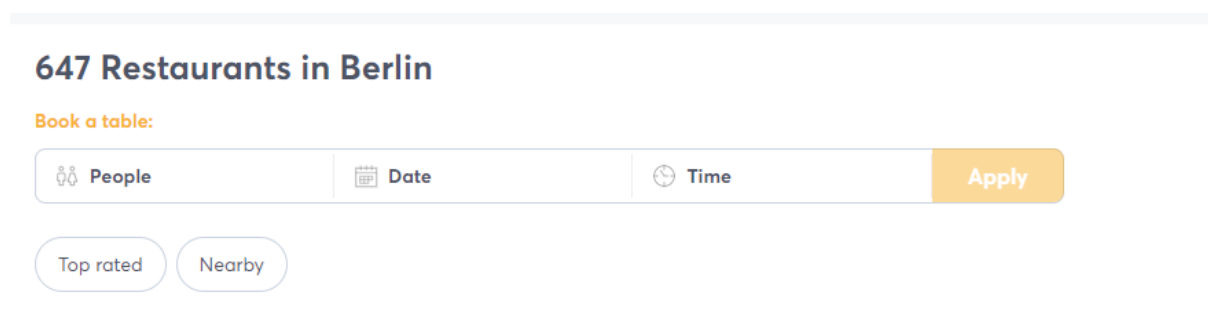 647 Restaurants in Berlin
Book a table:
People Date Time Apply
Top rated Nearby